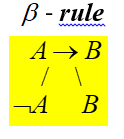 β - rule
A → B
/ \
¬A B